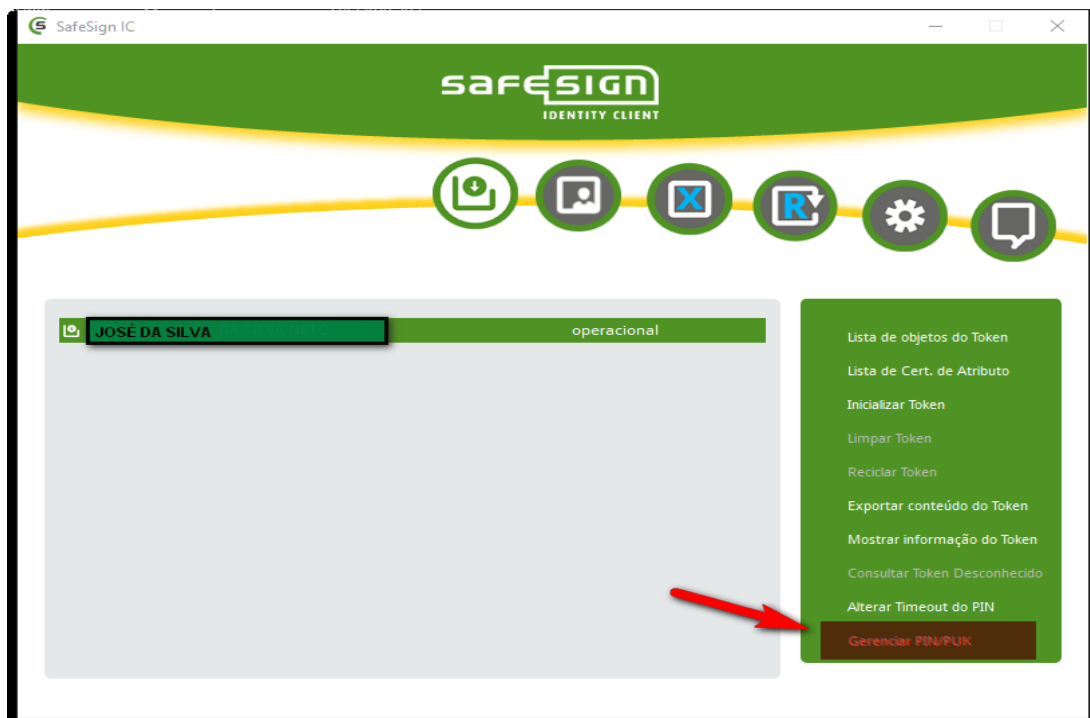 SafeSign IC
safesign
IDENTITY CLIENT
X
R
JOSÉ DA SILVA
operacional
Lista de objetos do Token
Lista de Cert. de Atributo
Inicializar Token
Limpar Token
Reciclar Token
Exportar conteúdo do Token
Mostrar informação do Token
Consultar Token Desconhecido
Alterar Timeout do PIN
Gerenciar PIN/PUK